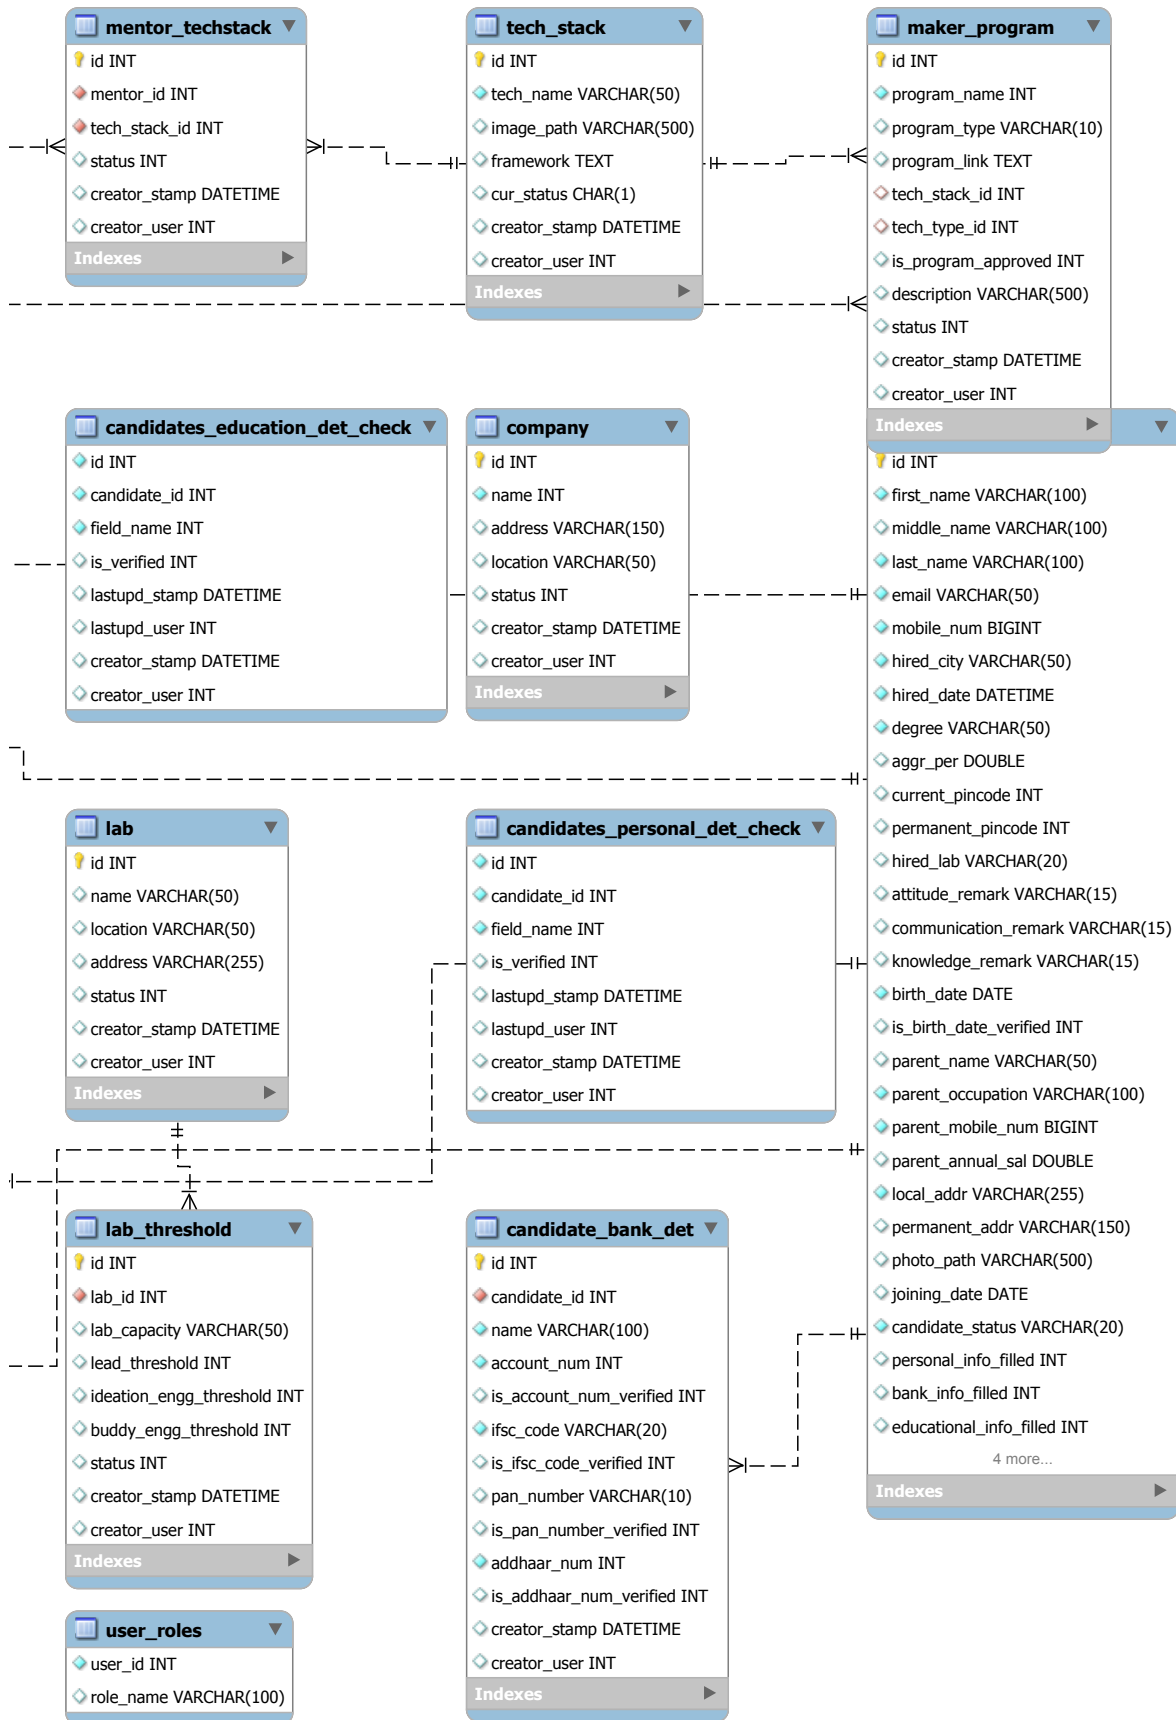 mentor_techstack
id INT
mentor_id INT
tech_stack_id INT
status INT
creator_stamp DATETIME
creator_user INT
Indexes
tech_stack
id INT
tech_name VARCHAR(50)
image_path VARCHAR(500)
framework TEXT
cur_status CHAR(1)
creator_stamp DATETIME
creator_user INT
Indexes
maker_program
id INT
program_name INT
program_type VARCHAR(10)
program_link TEXT
tech_stack_id INT
tech_type_id INT
is_program_approved INT
description VARCHAR(500)
status INT
creator_stamp DATETIME
creator_user INT
Indexes
candidates_education_det_check
id INT
candidate_id INT
field_name INT
is_verified INT
lastupd_stamp DATETIME
lastupd_user INT
creator_stamp DATETIME
creator_user INT
company
id INT
name INT
address VARCHAR(150)
location VARCHAR(50)
status INT
creator_stamp DATETIME
creator_user INT
Indexes
id INT
first_name VARCHAR(100)
middle_name VARCHAR(100)
last_name VARCHAR(100)
email VARCHAR(50)
mobile_num BIGINT
hired_city VARCHAR(50)
hired_date DATETIME
degree VARCHAR(50)
aggr_per DOUBLE
current_pincode INT
permanent_pincode INT
hired_lab VARCHAR(20)
attitude_remark VARCHAR(15)
communication_remark VARCHAR(15)
knowledge_remark VARCHAR(15)
birth_date DATE
is_birth_date_verified INT
parent_name VARCHAR(50)
parent_occupation VARCHAR(100)
parent_mobile_num BIGINT
parent_annual_sal DOUBLE
local_addr VARCHAR(255)
permanent_addr VARCHAR(150)
photo_path VARCHAR(500)
joining_date DATE
candidate_status VARCHAR(20)
personal_info_filled INT
bank_info_filled INT
educational_info_filled INT
4 more...
Indexes
lab
id INT
name VARCHAR(50)
location VARCHAR(50)
address VARCHAR(255)
status INT
creator_stamp DATETIME
creator_user INT
Indexes
candidates_personal_det_check
id INT
candidate_id INT
field_name INT
is_verified INT
lastupd_stamp DATETIME
lastupd_user INT
creator_stamp DATETIME
creator_user INT
lab_threshold
id INT
lab_id INT
lab_capacity VARCHAR(50)
lead_threshold INT
ideation_engg_threshold INT
buddy_engg_threshold INT
status INT
creator_stamp DATETIME
creator_user INT
Indexes
candidate_bank_det
id INT
candidate_id INT
name VARCHAR(100)
account_num INT
is_account_num_verified INT
ifsc_code VARCHAR(20)
is_ifsc_code_verified INT
pan_number VARCHAR(10)
is_pan_number_verified INT
addhaar_num INT
is_addhaar_num_verified INT
creator_stamp DATETIME
creator_user INT
Indexes
user_roles
user_id INT
role_name VARCHAR(100)